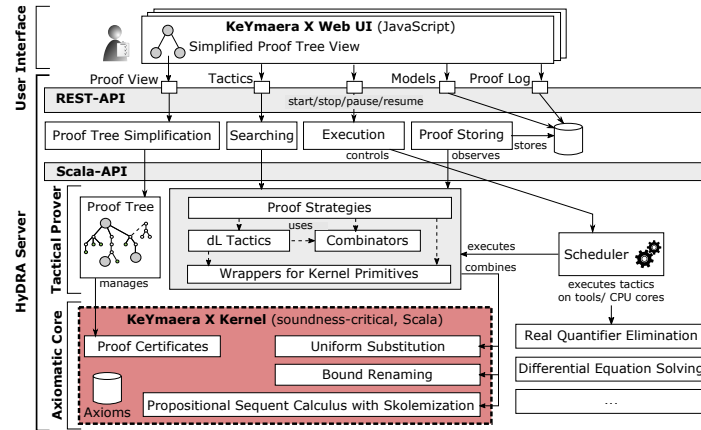 User Interface
KeYmaera X Web UI (JavaScript)
Simplified Proof Tree View
Proof View
Tactics
Models
Proof Log
HyDRA Server
REST-API
start/stop/pause/resume
Proof Tree Simplification
Searching
Execution
Proof Storing
stores
controls
observes
Scala-API
Tactical Prover
Proof Tree
manages
Proof Strategies
uses
dL Tactics
Combinators
Wrappers for Kernel Primitives
executes
combines
Scheduler
executes tactics
on tools/ CPU cores
Axiomatic Core
KeYmaera X Kernel (soundness-critical, Scala)
Proof Certificates
Uniform Substitution
Bound Renaming
Axioms
Propositional Sequent Calculus with Skolemization
Real Quantifier Elimination
Differential Equation Solving
...